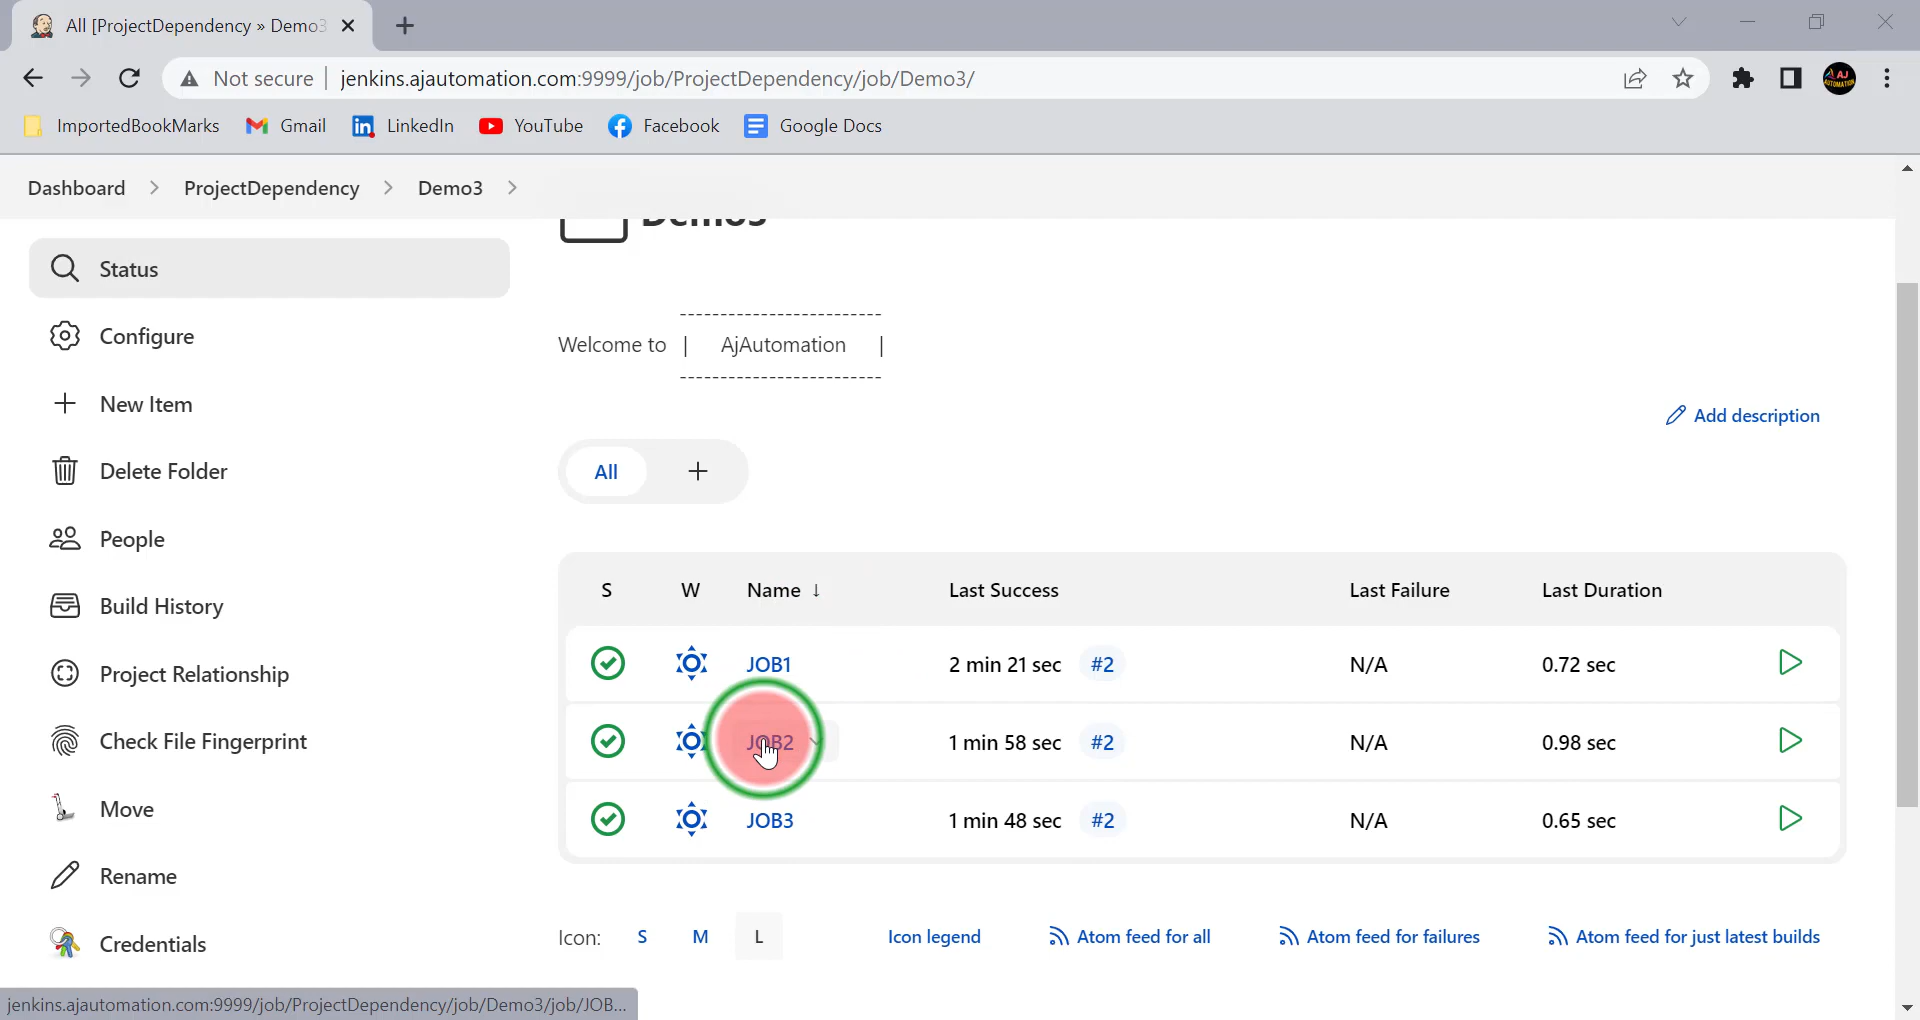 All [ProjectDependency » Demo3
Not secure | jenkins.ajautomation.com:9999/job/ProjectDependency/job/Demo3/
AJ AUTOMATION
ImportedBookMarks Gmail LinkedIn YouTube Facebook Google Docs
Dashboard > ProjectDependency > Demo3 >
Demo3
Status
Configure
New Item
Delete Folder
People
Build History
Project Relationship
Check File Fingerprint
Move
Rename
Credentials
-------------------------
Welcome to | AjAutomation |
-------------------------
Add description
All +
S W Name ↓ Last Success Last Failure Last Duration
JOB1 2 min 21 sec #2 N/A 0.72 sec
JOB2 1 min 58 sec #2 N/A 0.98 sec
JOB3 1 min 48 sec #2 N/A 0.65 sec
Icon: S M L Icon legend Atom feed for all Atom feed for failures Atom feed for just latest builds
jenkins.ajautomation.com:9999/job/ProjectDependency/job/Demo3/job/JOB...